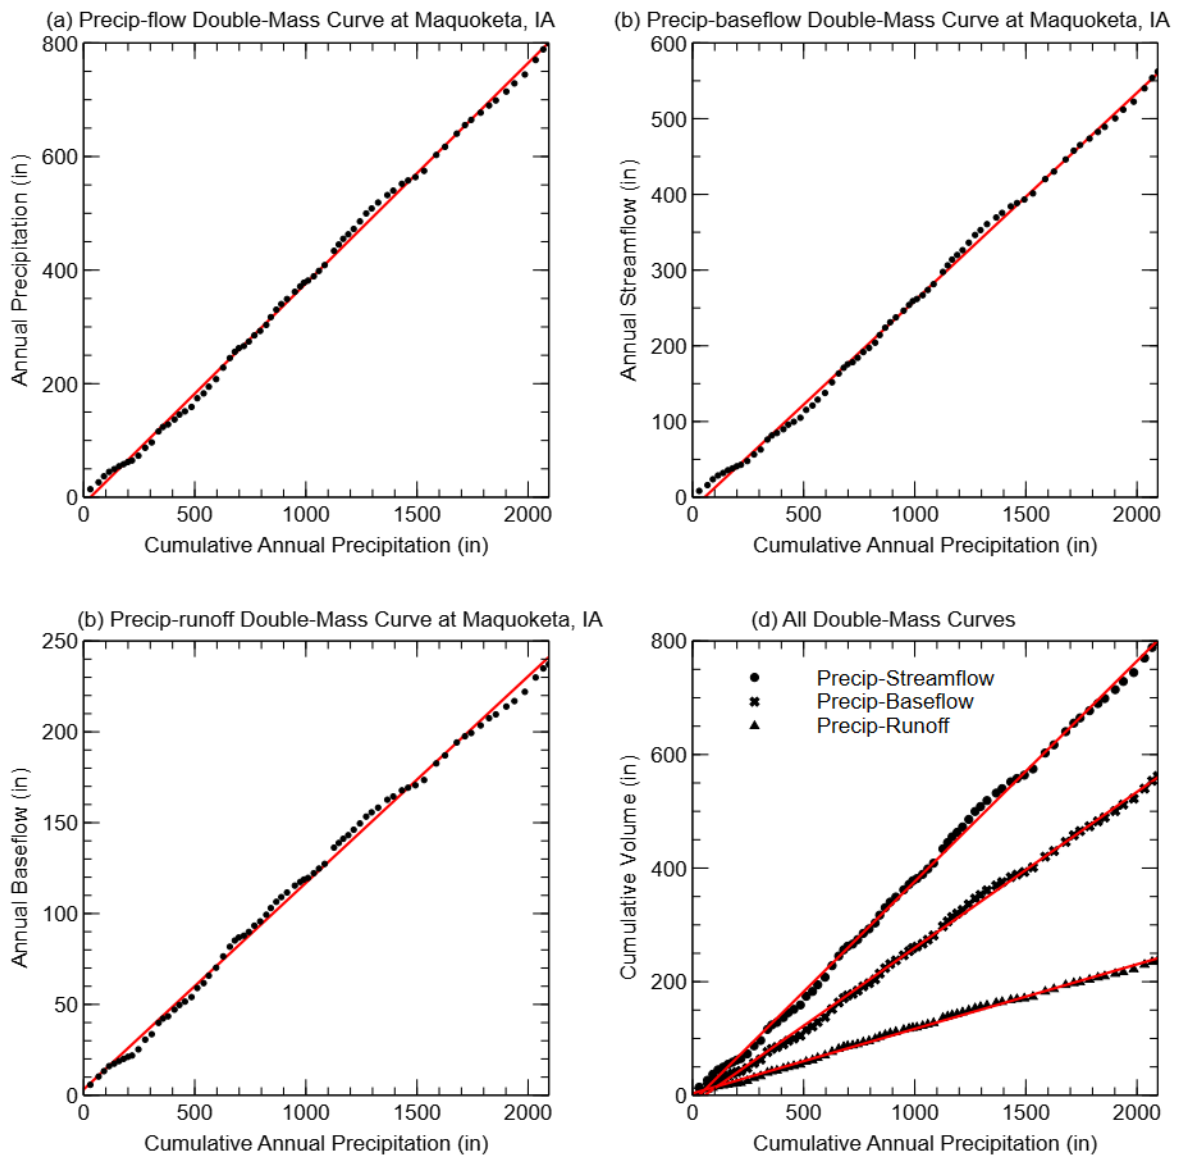 (a) Precip-flow Double-Mass Curve at Maquoketa, IA
800
600
400
200
0
Annual Precipitation (in)
0 500 1000 1500 2000
Cumulative Annual Precipitation (in)
(b) Precip-baseflow Double-Mass Curve at Maquoketa, IA
600
500
400
300
200
100
0
Annual Streamflow (in)
0 500 1000 1500 2000
Cumulative Annual Precipitation (in)
(b) Precip-runoff Double-Mass Curve at Maquoketa, IA
250
200
150
100
50
0
Annual Baseflow (in)
0 500 1000 1500 2000
Cumulative Annual Precipitation (in)
(d) All Double-Mass Curves
800
600
400
200
0
Cumulative Volume (in)
Precip-Streamflow
Precip-Baseflow
Precip-Runoff
0 500 1000 1500 2000
Cumulative Annual Precipitation (in)